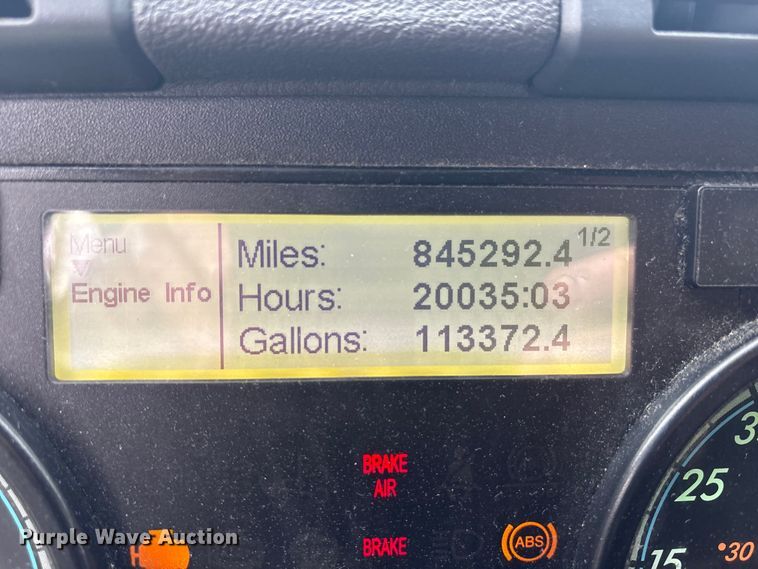 Menu 1/2
Miles: 845292.4
Engine Info Hours: 20035:03
Gallons: 113372.4
BRAKE
AIR
25
BRAKE
ABS
15
30
Purple Wave Auction